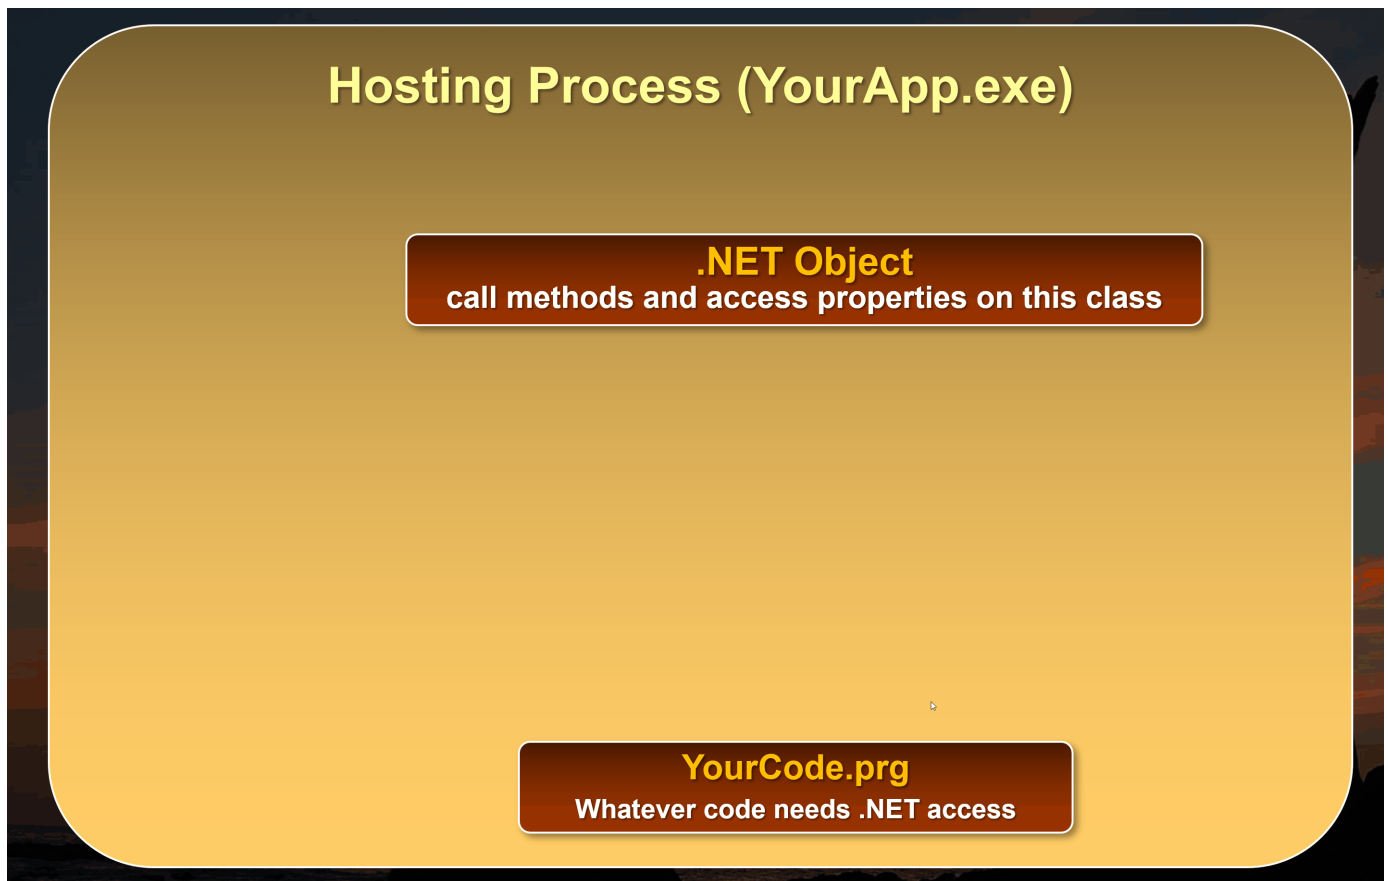 Hosting Process (YourApp.exe)
.NET Object
call methods and access properties on this class
YourCode.prg
Whatever code needs .NET access